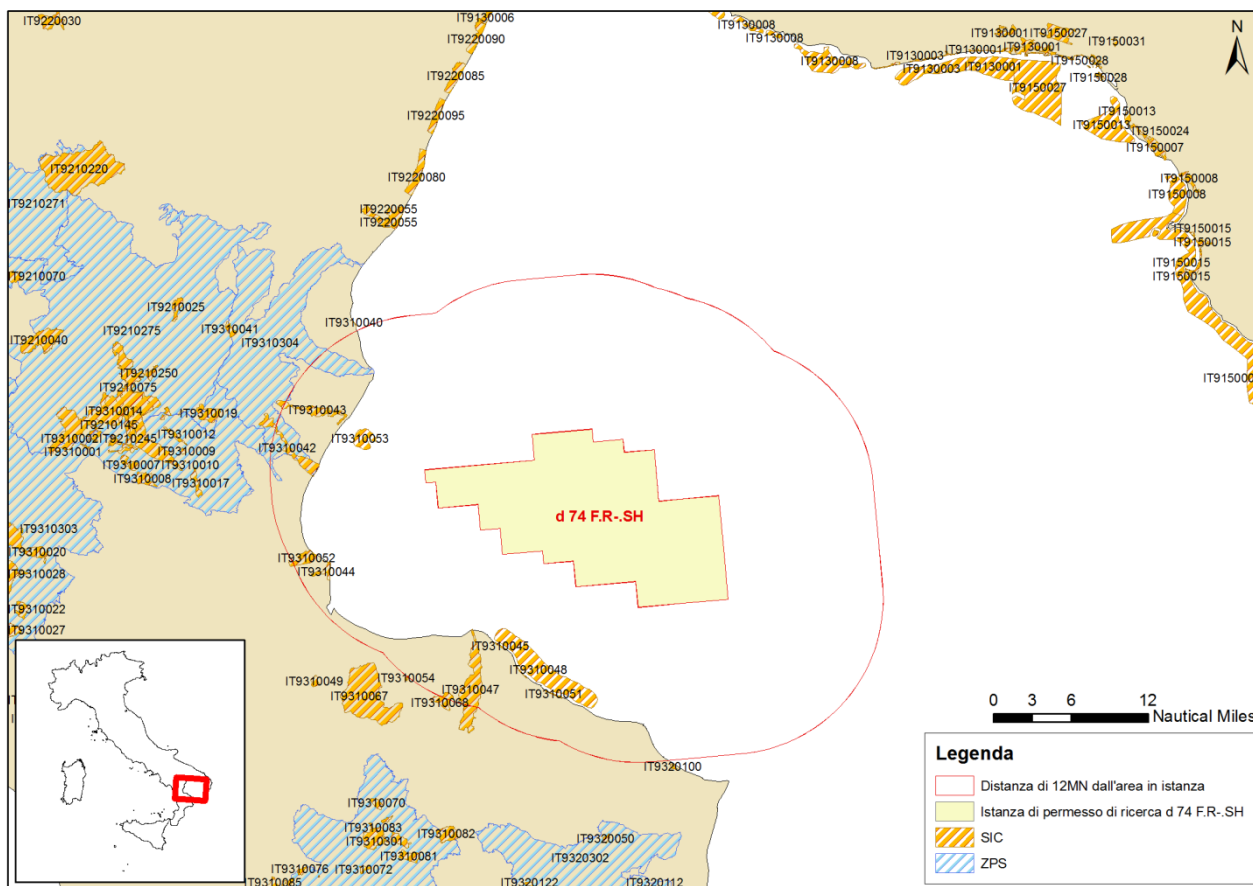 IT9220030
IT9130006
IT9220090
IT9220085
IT9220095
IT9220080
IT9220055
IT9220055
IT9130008
IT9130008
IT9130008
IT9130003
IT9130003
IT9130001
IT9130001
IT9130001
IT9130001
IT9150027
IT9150031
IT9150028
IT9150028
IT9150027
IT9150013
IT9150013
IT9150024
IT9150007
IT9150008
IT9150008
IT9150015
IT9150015
IT9150015
IT9150015
N
IT9210220
IT9210271
IT9210070
IT9210025
IT9210275
IT9310041
IT9310304
IT9310040
IT9210040
IT9210250
IT9210075
IT9310014
IT9310019
IT9210145
IT9310043
IT9310002
IT9210245
IT9310012
IT9310053
IT9310001
IT9310009
IT9310042
IT9310007
IT9310010
IT9310008
IT9310017
d 74 F.R-.SH
IT9310303
IT9310020
IT9310028
IT9310022
IT9310027
IT9310052
IT9310044
IT9310045
IT9310048
IT9310051
IT9310047
IT9310049
IT9310054
IT9310067
IT9310068
IT9320100
IT9310070
IT9310083
IT9310301
IT9310082
IT9310081
IT9310076
IT9310072
IT9310085
IT9320050
IT9320302
IT9320122
IT9320112
0 3 6 12
Nautical Miles
Legenda
Distanza di 12MN dall'area in istanza
Istanza di permesso di ricerca d 74 F.R-.SH
SIC
ZPS